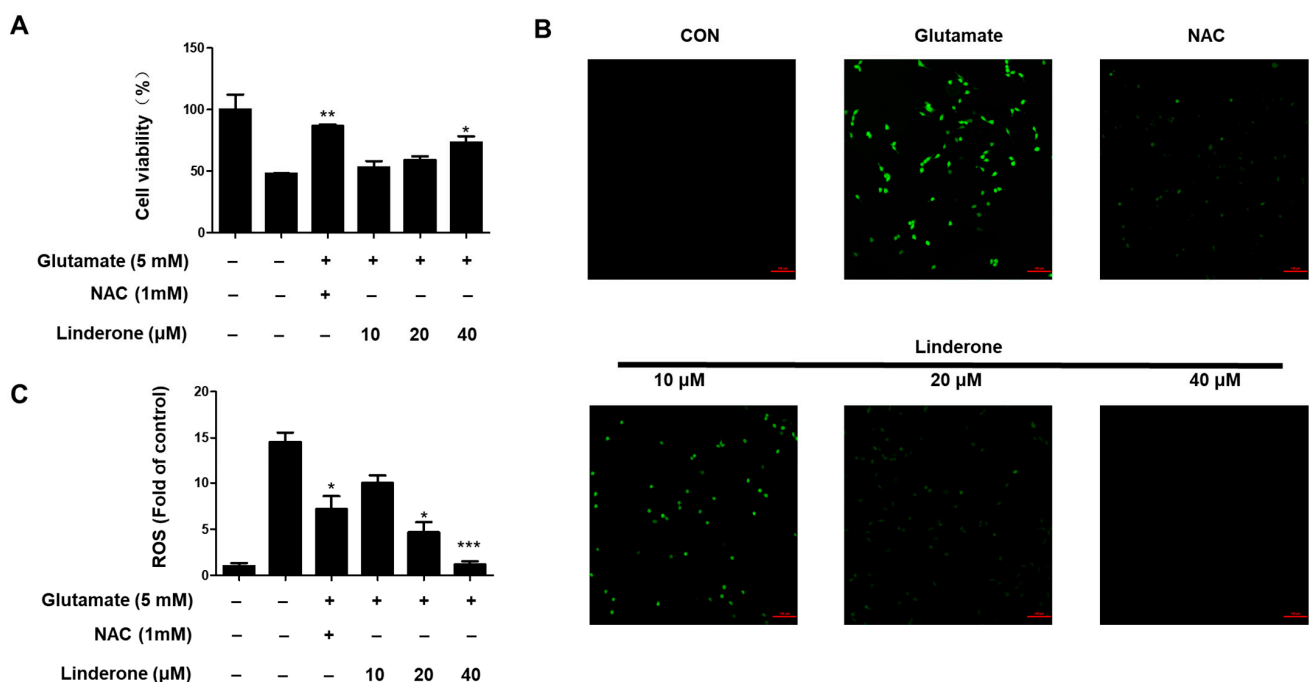 A
Cell viability（%）
150
100
50
0
**
*
Glutamate (5 mM) – – + + + +
NAC (1mM) – – + – – –
Linderone (μM) – – – 10 20 40
B
CON Glutamate NAC
Linderone
10 μM 20 μM 40 μM
C
ROS (Fold of control)
20
15
10
5
0
*
*
***
Glutamate (5 mM) – – + + + +
NAC (1mM) – – + – – –
Linderone (μM) – – – 10 20 40